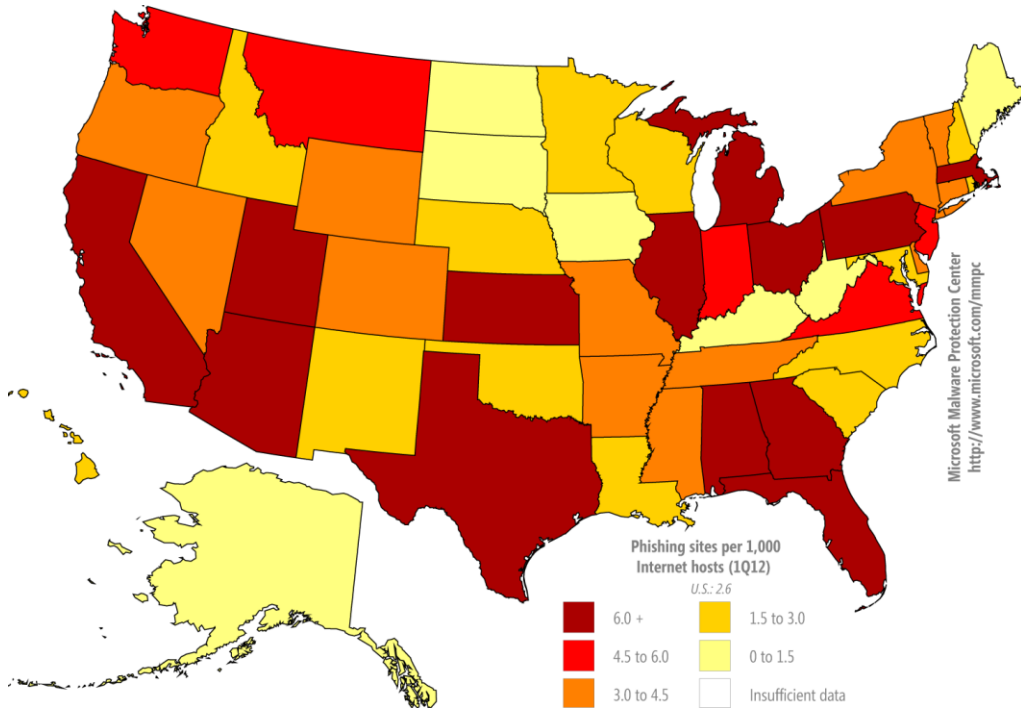 Microsoft Malware Protection Center
http://www.microsoft.com/mmpc
Phishing sites per 1,000
Internet hosts (1Q12)
U.S.: 2.6
6.0 +
1.5 to 3.0
4.5 to 6.0
0 to 1.5
3.0 to 4.5
Insufficient data